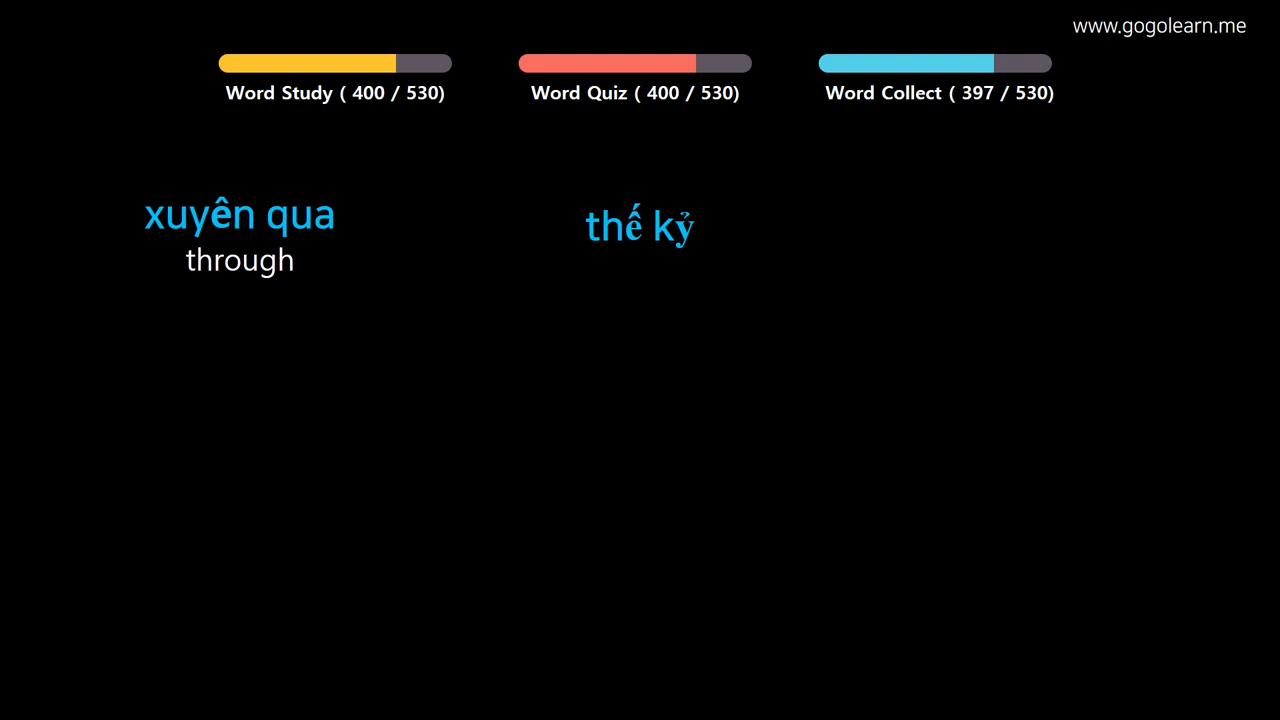 www.gogolearn.me
Word Study ( 400 / 530)
Word Quiz ( 400 / 530)
Word Collect ( 397 / 530)
xuyên qua
through
thế kỷ